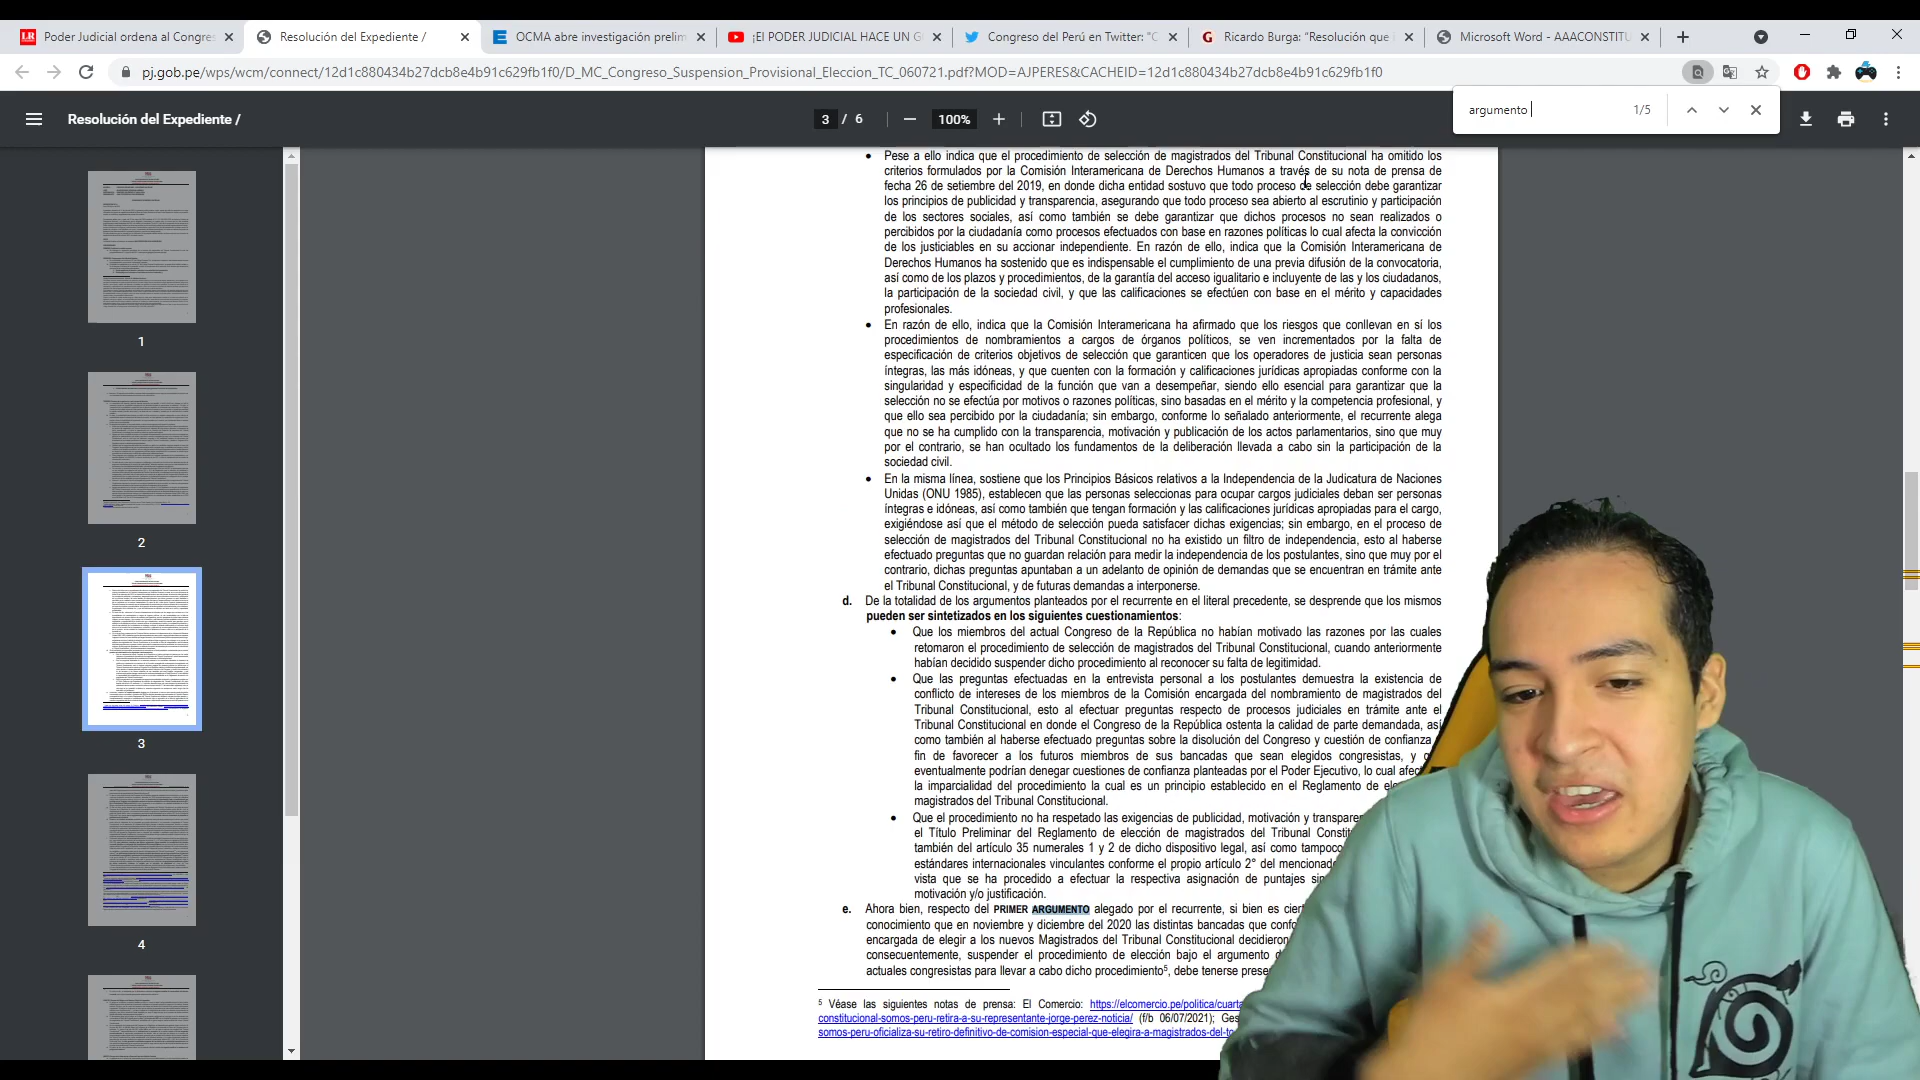 Poder Judicial ordena al Congres
Resolución del Expediente /
OCMA abre investigación prelim
¡El PODER JUDICIAL HACE UN G
Congreso del Perú en Twitter: "C
Ricardo Burga: "Resolución que
Microsoft Word - AAACONSTITU
pj.gob.pe/wps/wcm/connect/12d1c880434b27dcb8e4b91c629fb1f0/D_MC_Congreso_Suspension_Provisional_Eleccion_TC_060721.pdf?MOD=AJPERES&CACHEID=12d1c880434b27dcb8e4b91c629fb1f0
argumento 1/5
Resolución del Expediente / 3 / 6 100%
1
2
3
4
• Pese a ello indica que el procedimiento de selección de magistrados del Tribunal Constitucional ha omitido los
criterios formulados por la Comisión Interamericana de Derechos Humanos a través de su nota de prensa de
fecha 26 de setiembre del 2019, en donde dicha entidad sostuvo que todo proceso de selección debe garantizar
los principios de publicidad y transparencia, asegurando que todo proceso sea abierto al escrutinio y participación
de los sectores sociales, así como también se debe garantizar que dichos procesos no sean realizados o
percibidos por la ciudadanía como procesos efectuados con base en razones políticas lo cual afecta la convicción
de los justiciables en su accionar independiente. En razón de ello, indica que la Comisión Interamericana de
Derechos Humanos ha sostenido que es indispensable el cumplimiento de una previa difusión de la convocatoria,
así como de los plazos y procedimientos, de la garantía del acceso igualitario e incluyente de las y los ciudadanos,
la participación de la sociedad civil, y que las calificaciones se efectúen con base en el mérito y capacidades
profesionales.
• En razón de ello, indica que la Comisión Interamericana ha afirmado que los riesgos que conllevan en sí los
procedimientos de nombramientos a cargos de órganos políticos, se ven incrementados por la falta de
especificación de criterios objetivos de selección que garanticen que los operadores de justicia sean personas
íntegras, las más idóneas, y que cuenten con la formación y calificaciones jurídicas apropiadas conforme con la
singularidad y especificidad de la función que van a desempeñar, siendo ello esencial para garantizar que la
selección no se efectúa por motivos o razones políticas, sino basadas en el mérito y la competencia profesional, y
que ello sea percibido por la ciudadanía; sin embargo, conforme lo señalado anteriormente, el recurrente alega
que no se ha cumplido con la transparencia, motivación y publicación de los actos parlamentarios, sino que muy
por el contrario, se han ocultado los fundamentos de la deliberación llevada a cabo sin la participación de la
sociedad civil.
• En la misma línea, sostiene que los Principios Básicos relativos a la Independencia de la Judicatura de Naciones
Unidas (ONU 1985), establecen que las personas seleccionas para ocupar cargos judiciales deban ser personas
íntegras e idóneas, así como también que tengan formación y las calificaciones jurídicas apropiadas para el cargo,
exigiéndose así que el método de selección pueda satisfacer dichas exigencias; sin embargo, en el proceso de
selección de magistrados del Tribunal Constitucional no ha existido un filtro de independencia, esto al haberse
efectuado preguntas que no guardan relación para medir la independencia de los postulantes, sino que muy por el
contrario, dichas preguntas apuntaban a un adelanto de opinión de demandas que se encuentran en trámite ante
el Tribunal Constitucional, y de futuras demandas a interponerse.
d. De la totalidad de los argumentos planteados por el recurrente en el literal precedente, se desprende que los mismos
pueden ser sintetizados en los siguientes cuestionamientos:
• Que los miembros del actual Congreso de la República no habían motivado las razones por las cuales
retomaron el procedimiento de selección de magistrados del Tribunal Constitucional, cuando anteriormente
habían decidido suspender dicho procedimiento al reconocer su falta de legitimidad.
• Que las preguntas efectuadas en la entrevista personal a los postulantes demuestra la existencia de
conflicto de intereses de los miembros de la Comisión encargada del nombramiento de magistrados del
Tribunal Constitucional, esto al efectuar preguntas respecto de procesos judiciales en trámite ante el
Tribunal Constitucional en donde el Congreso de la República ostenta la calidad de parte demandada, así
como también al haberse efectuado preguntas sobre la disolución del Congreso y cuestión de confianza
fin de favorecer a los futuros miembros de sus bancadas que sean elegidos congresistas, y
eventualmente podrían denegar cuestiones de confianza planteadas por el Poder Ejecutivo, lo cual afec
la imparcialidad del procedimiento la cual es un principio establecido en el Reglamento de ele
magistrados del Tribunal Constitucional.
• Que el procedimiento no ha respetado las exigencias de publicidad, motivación y transpare
el Título Preliminar del Reglamento de elección de magistrados del Tribunal Constit
también del artículo 35 numerales 1 y 2 de dicho dispositivo legal, así como tampoc
estándares internacionales vinculantes conforme el propio artículo 2° del mencionad
vista que se ha procedido a efectuar la respectiva asignación de puntajes sin
motivación y/o justificación.
e. Ahora bien, respecto del PRIMER ARGUMENTO alegado por el recurrente, si bien es cier
conocimiento que en noviembre y diciembre del 2020 las distintas bancadas que confo
encargada de elegir a los nuevos Magistrados del Tribunal Constitucional decidieron
consecuentemente, suspender el procedimiento de elección bajo el argumento d
actuales congresistas para llevar a cabo dicho procedimiento⁵, debe tenerse prese
⁵ Véase las siguientes notas de prensa: El Comercio: https://elcomercio.pe/politica/cuarta
constitucional-somos-peru-retira-a-su-representante-jorge-perez-noticia/ (f/b 06/07/2021); Ges
somos-peru-oficializa-su-retiro-definitivo-de-comision-especial-que-elegira-a-magistrados-del-t